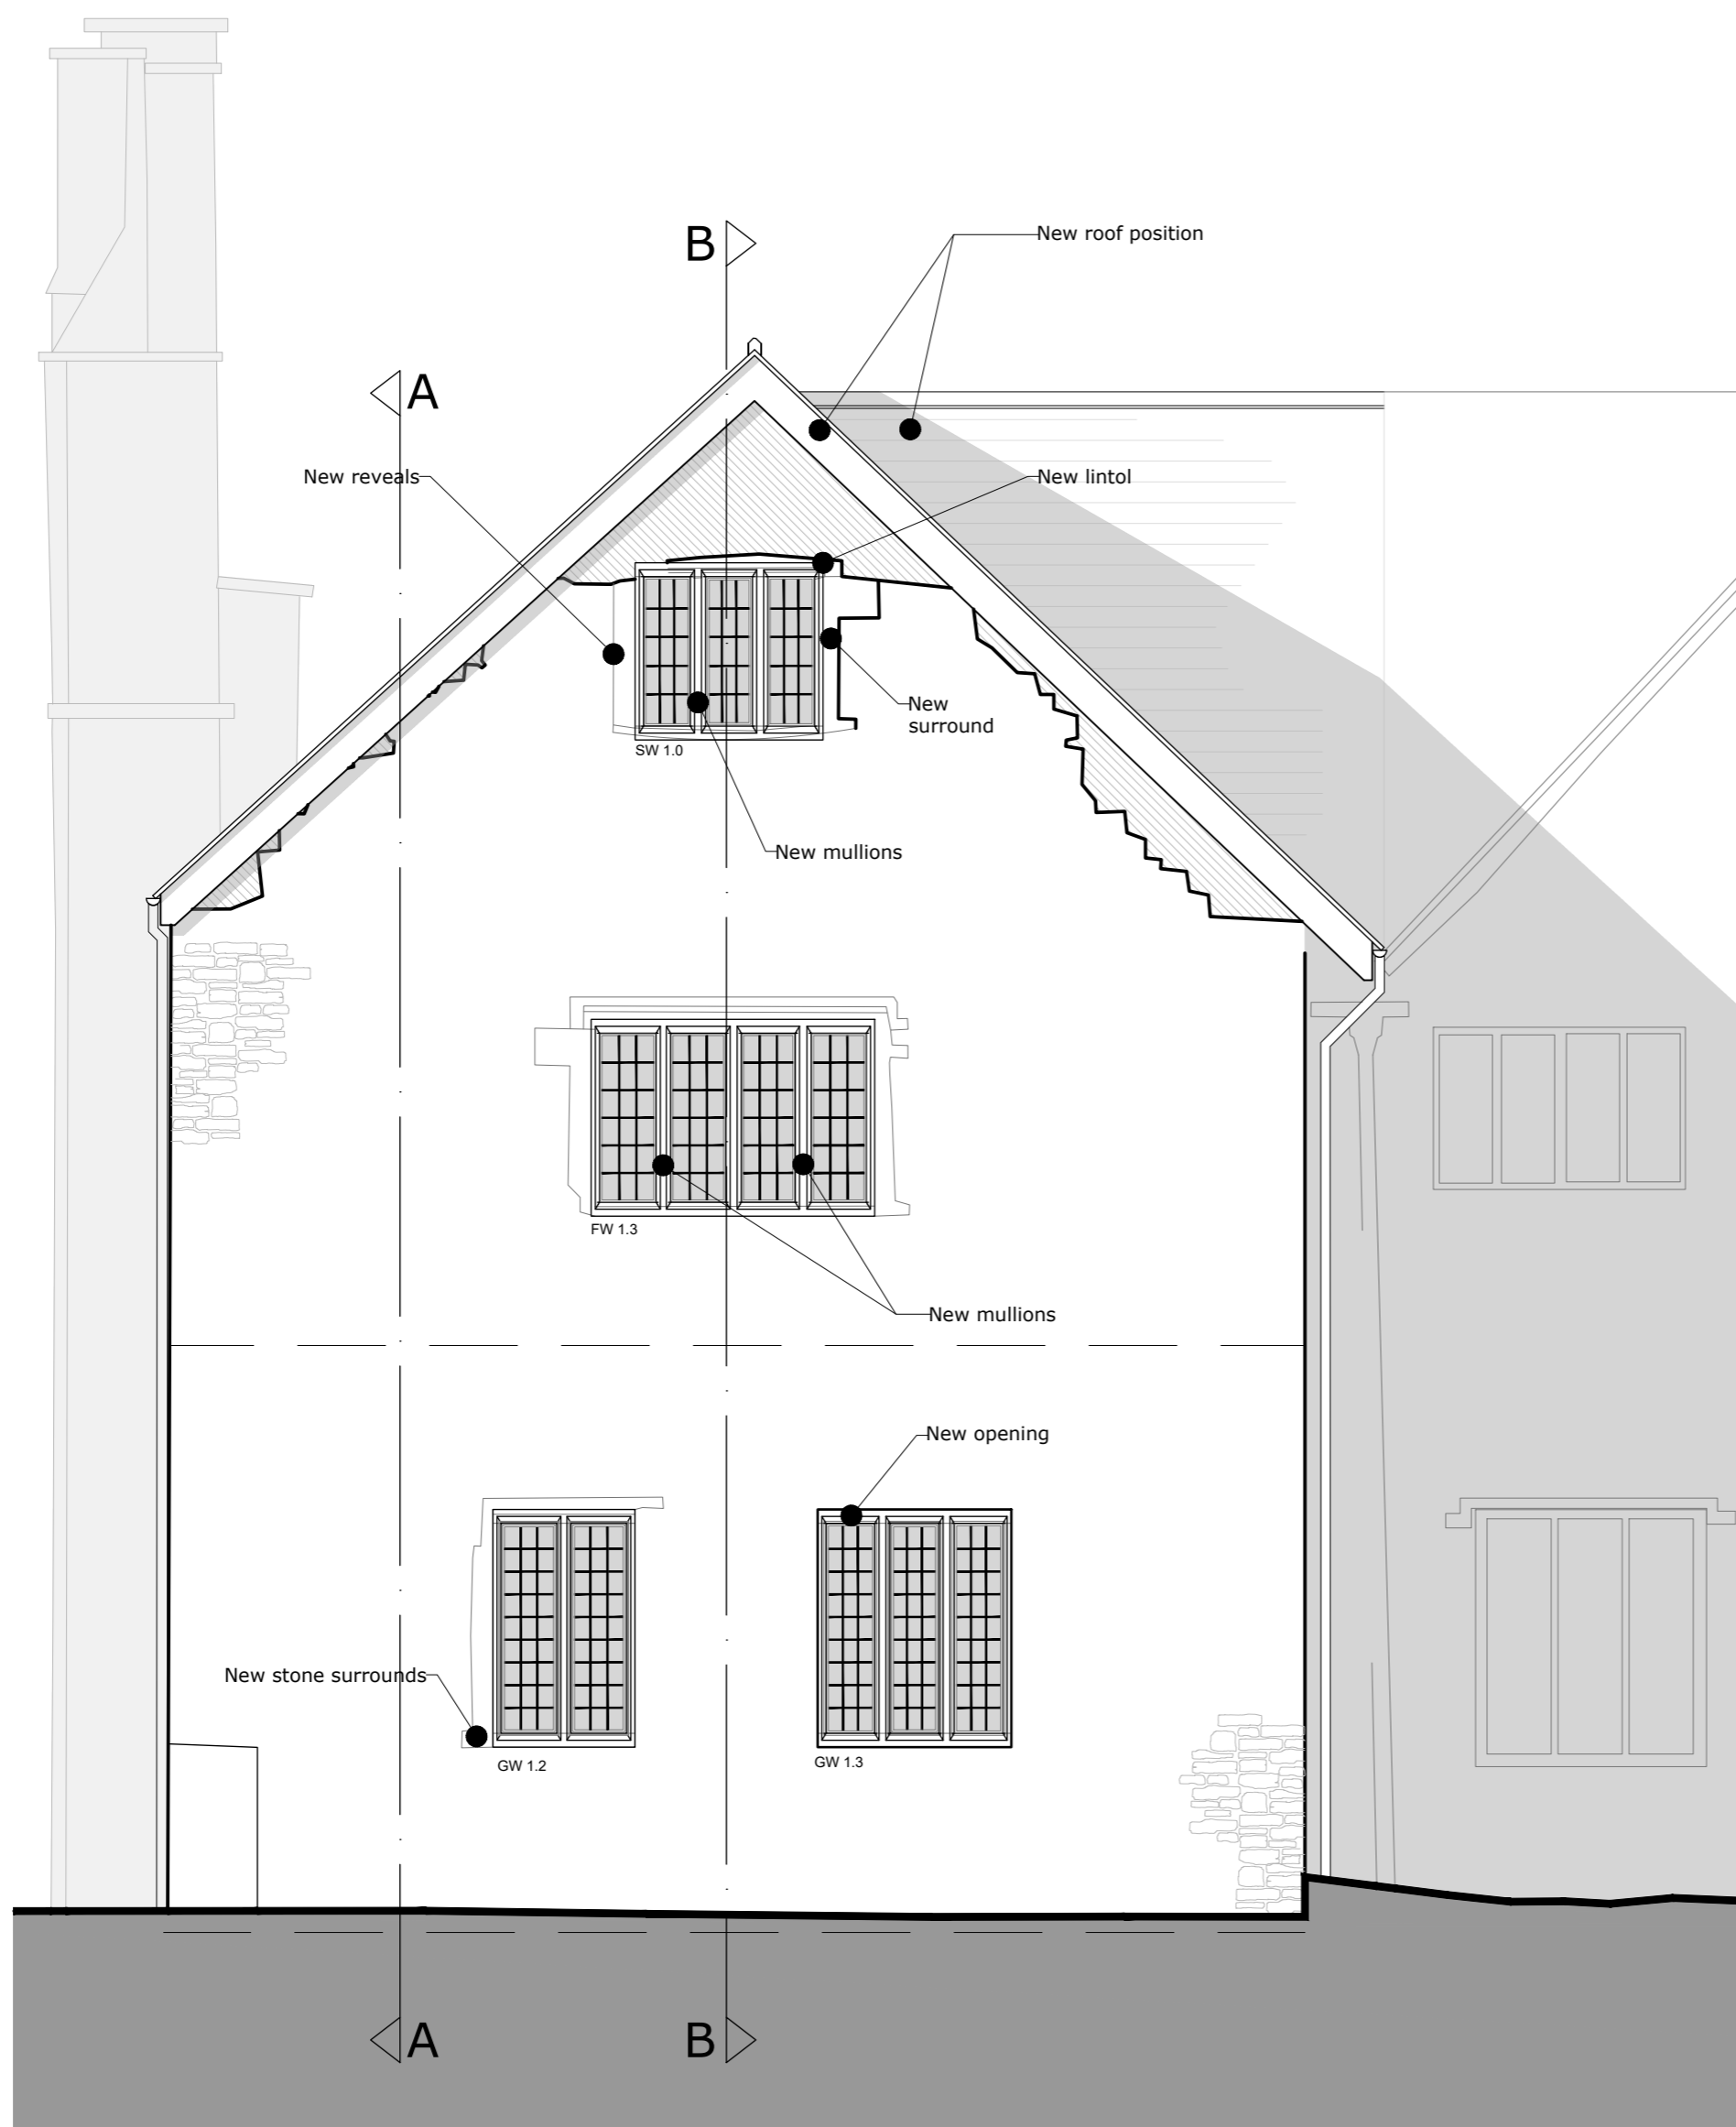 B
New roof position
A
New reveals
New lintol
New
surround
SW 1.0
New mullions
FW 1.3
New mullions
New opening
New stone surrounds
GW 1.2
GW 1.3
A
B